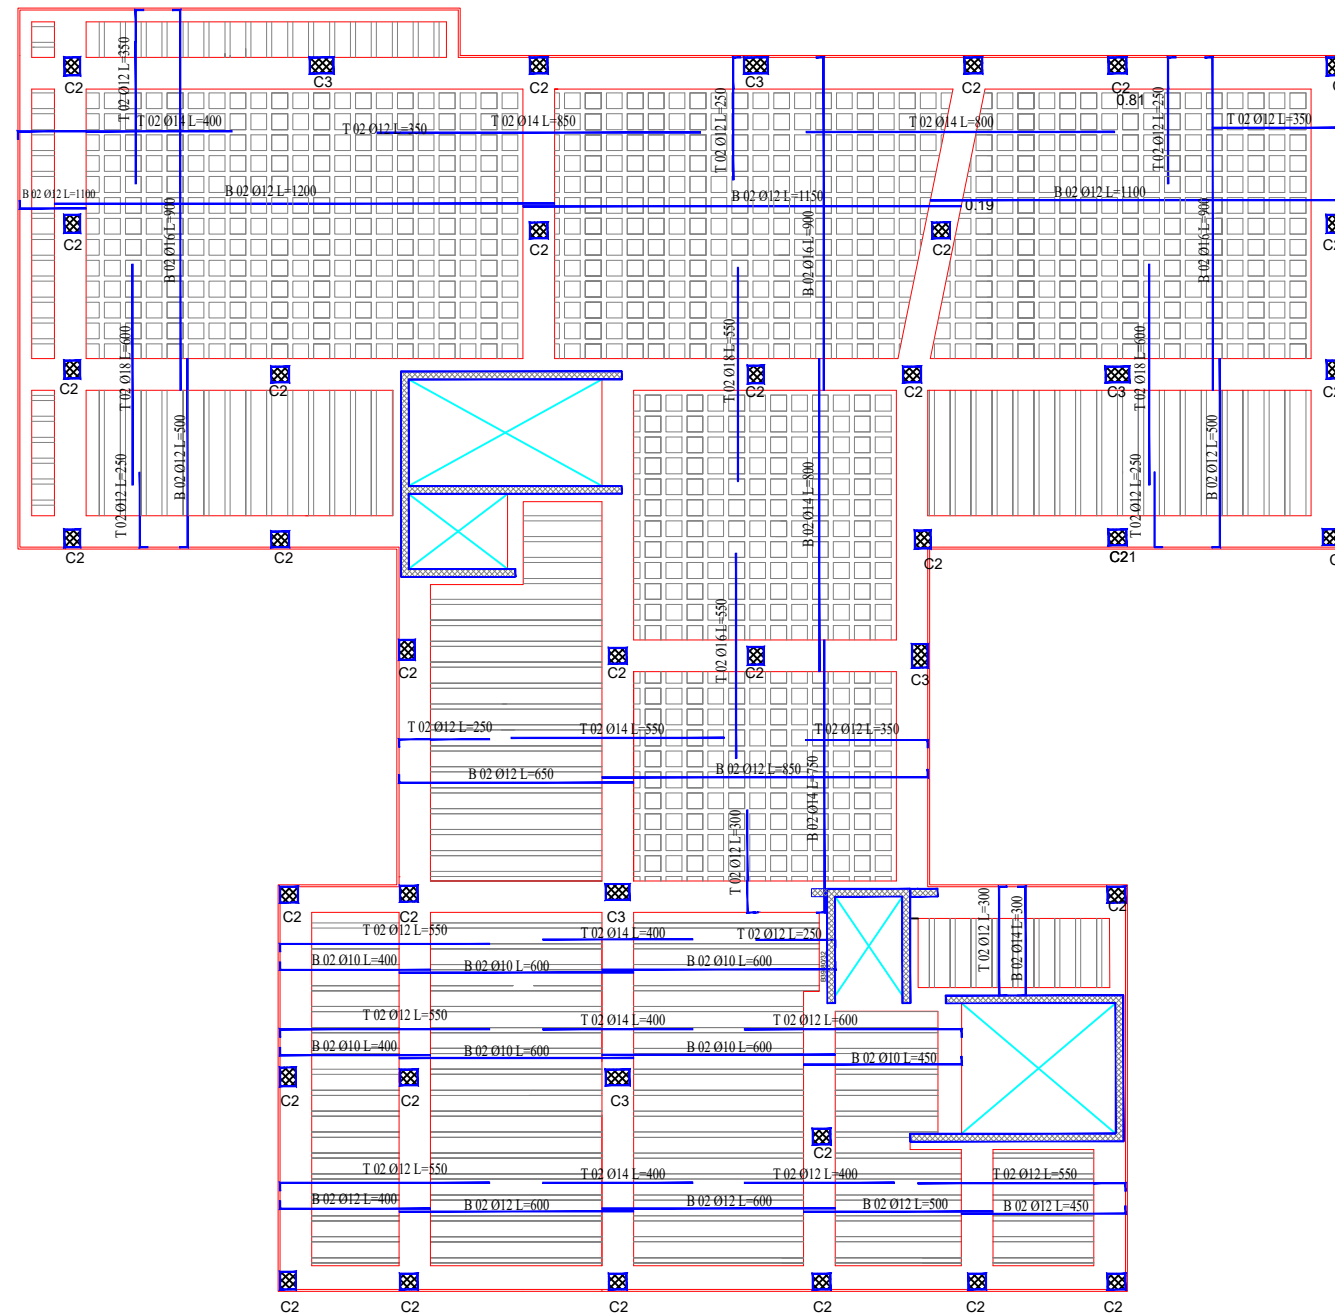 T 02 Ø12 L=350
C2
C3
C2
C3
C2
C2
0.81
C
T 02 Ø14 L=400
T 02 Ø12 L=350
T 02 Ø14 L=850
T 02 Ø12 L=250
T 02 Ø14 L=800
T 02 Ø12 L=250
T 02 Ø12 L=350
B 02 Ø12 L=1100
B 02 Ø12 L=1200
B 02 Ø12 L=1150
B 02 Ø12 L=1100
0.19
B 02 Ø16 L=900
B 02 Ø16 L=900
B 02 Ø16 L=900
C2
C2
C2
C2
T 02 Ø18 L=600
T 02 Ø18 L=550
T 02 Ø18 L=600
C2
C2
C2
C2
C3
C2
T 02 Ø12 L=250
B 02 Ø12 L=500
B 02 Ø14 L=800
T 02 Ø12 L=250
B 02 Ø12 L=500
C2
C2
C2
C21
C
T 02 Ø16 L=550
C2
C2
C2
C3
T 02 Ø12 L=250
T 02 Ø14 L=550
T 02 Ø12 L=350
B 02 Ø12 L=650
B 02 Ø12 L=850
B 02 Ø14 L=750
T 02 Ø12 L=300
C2
C2
C3
C2
T 02 Ø12 L=300
B 02 Ø14 L=300
T 02 Ø12 L=550
T 02 Ø14 L=400
T 02 Ø12 L=250
B 02 Ø10 L=400
B 02 Ø10 L=600
B 02 Ø10 L=600
T 02 Ø12 L=550
T 02 Ø14 L=400
T 02 Ø12 L=600
B 02 Ø10 L=400
B 02 Ø10 L=600
B 02 Ø10 L=600
B 02 Ø10 L=450
C2
C2
C3
C2
T 02 Ø12 L=550
T 02 Ø14 L=400
T 02 Ø12 L=400
T 02 Ø12 L=550
B 02 Ø12 L=400
B 02 Ø12 L=600
B 02 Ø12 L=600
B 02 Ø12 L=500
B 02 Ø12 L=450
C2
C2
C2
C2
C2
C2